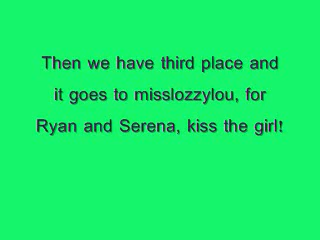 Then we have third place and
it goes to misslozzylou, for
Ryan and Serena, kiss the girl!